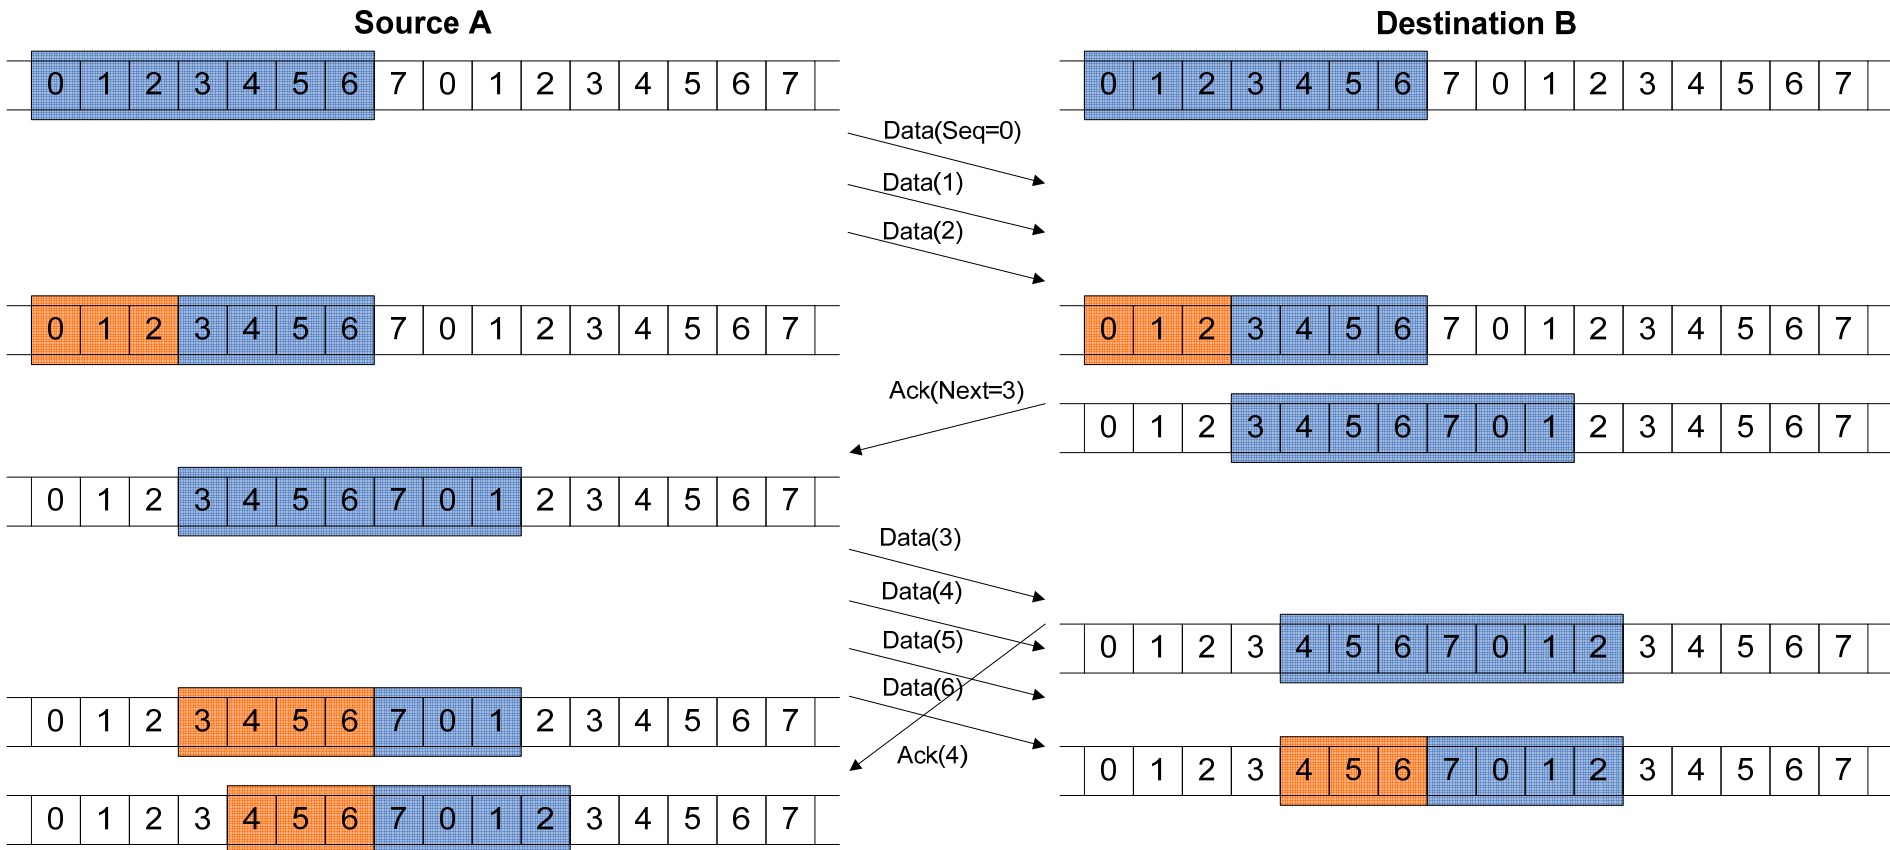 Source A
Destination B
0 1 2 3 4 5 6 7 0 1 2 3 4 5 6 7
0 1 2 3 4 5 6 7 0 1 2 3 4 5 6 7
Data(Seq=0)
Data(1)
Data(2)
0 1 2 3 4 5 6 7 0 1 2 3 4 5 6 7
0 1 2 3 4 5 6 7 0 1 2 3 4 5 6 7
Ack(Next=3)
0 1 2 3 4 5 6 7 0 1 2 3 4 5 6 7
0 1 2 3 4 5 6 7 0 1 2 3 4 5 6 7
Data(3)
Data(4)
Data(5)
0 1 2 3 4 5 6 7 0 1 2 3 4 5 6 7
Data(6)
0 1 2 3 4 5 6 7 0 1 2 3 4 5 6 7
Ack(4)
0 1 2 3 4 5 6 7 0 1 2 3 4 5 6 7
0 1 2 3 4 5 6 7 0 1 2 3 4 5 6 7